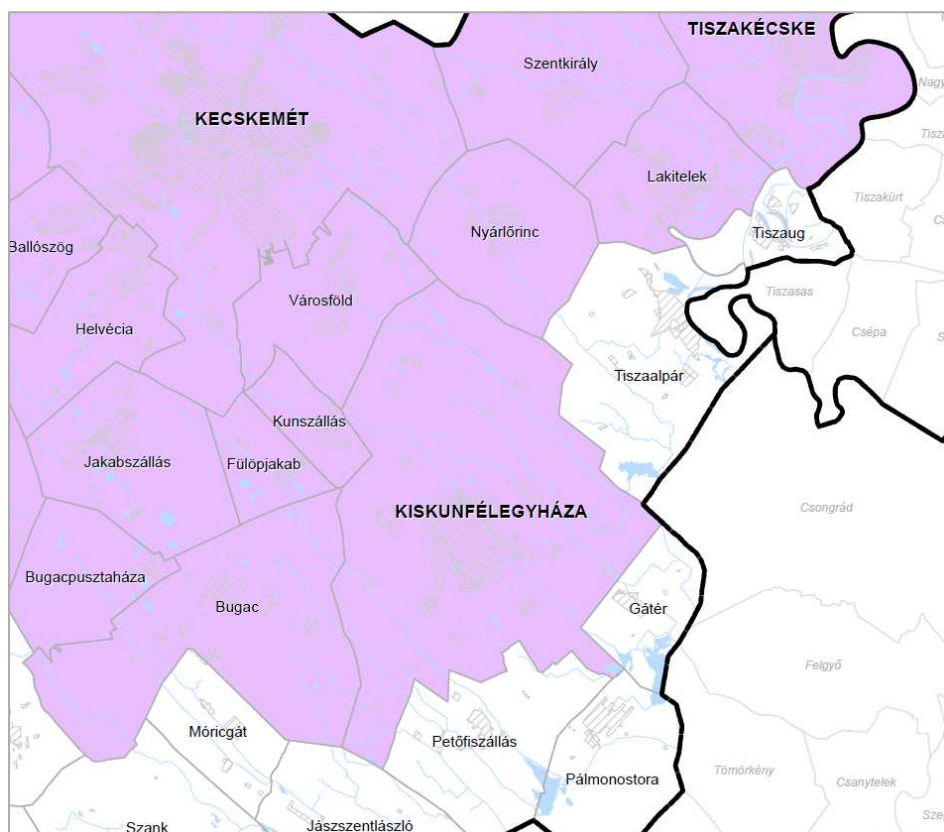 TISZAKÉCSKE
Szentkirály
KECSKEMÉT
Lakitelek
Tiszakürt
Nyárlőrinc
Tiszaug
Ballószög
Városföld
Tiszasas
Helvécia
Csépa
Tiszaalpár
Kunszállás
Jakabszállás
Fülöpjakab
KISKUNFÉLEGYHÁZA
Csongrád
Bugacpusztaháza
Bugac
Gátér
Felgyő
Móricgát
Petőfiszállás
Pálmonostora
Tömörkény
Csanytelek
Szank
Jászszentlászló